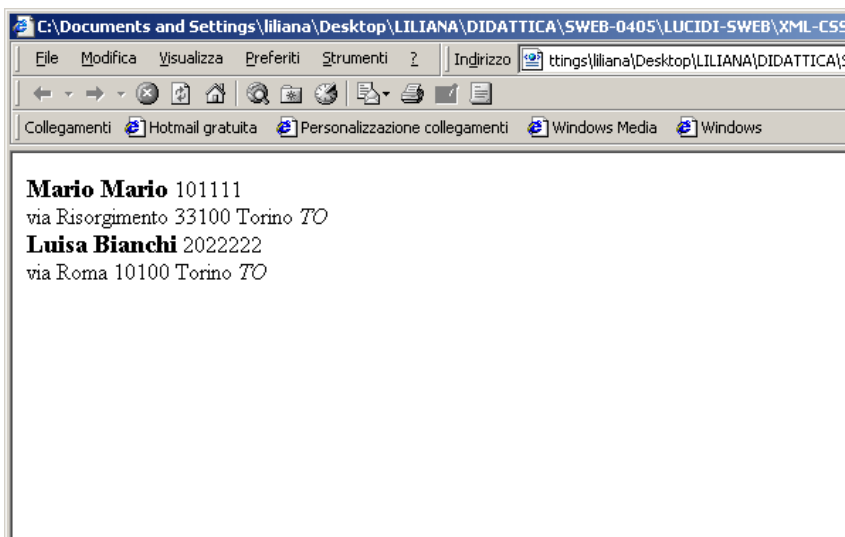 C:\Documents and Settings\liliana\Desktop\LILIANA\DIDATTICA\SWEB-0405\LUCIDI-SWEB\XML-CSS
File Modifica Visualizza Preferiti Strumenti ? Indirizzo ttings\liliana\Desktop\LILIANA\DIDATTICA\S
Collegamenti Hotmail gratuita Personalizzazione collegamenti Windows Media Windows
Mario Mario 101111
via Risorgimento 33100 Torino TO
Luisa Bianchi 2022222
via Roma 10100 Torino TO